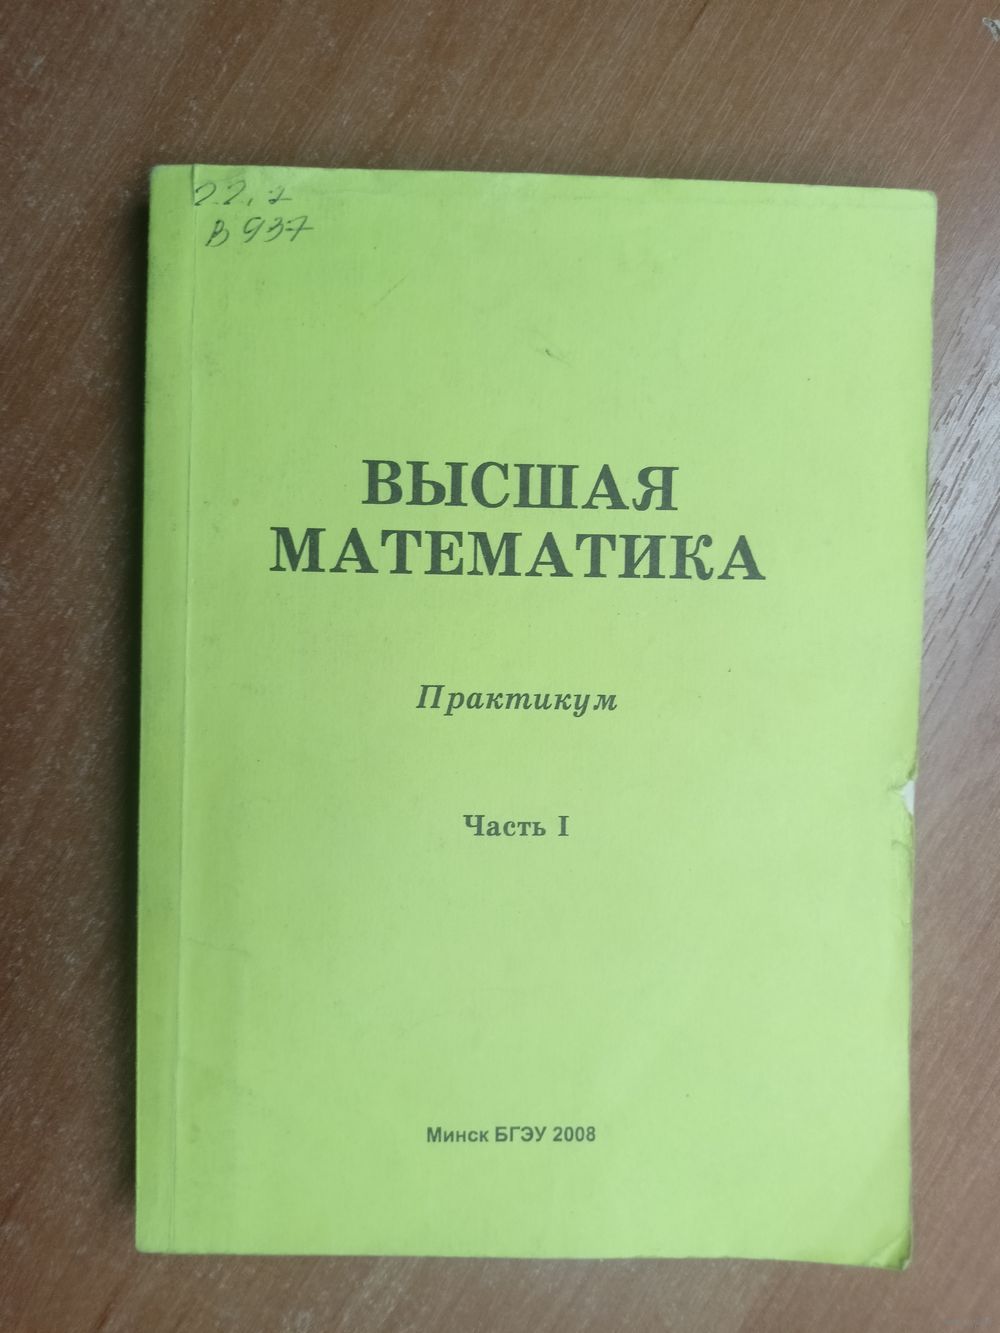 22.1
В 937
ВЫСШАЯ
МАТЕМАТИКА
Практикум
Часть I
Минск БГЭУ 2008